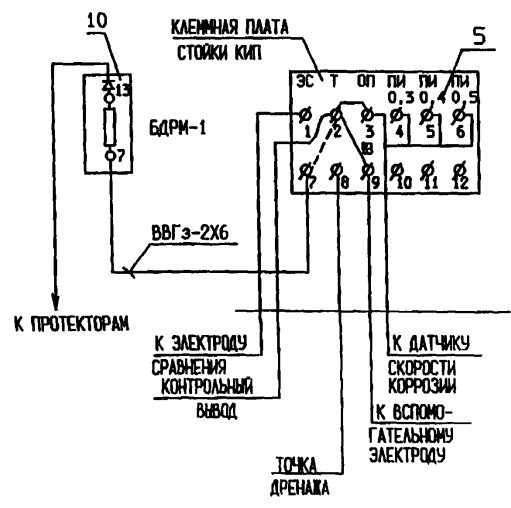 10
КЛЕММНАЯ ПЛАТА
СТОЙКИ КИП
5
13
ЭС Т ОП ПИ ПИ ПИ
0,3 0,4 0,5
БДРМ-1
1 2 3 4 5 6
7
7 8 9 10 11 12
ВВГз-2Х6
К ПРОТЕКТОРАМ
К ЭЛЕКТРОДУ
СРАВНЕНИЯ
К ДАТЧИКУ
СКОРОСТИ
КОРРОЗИИ
КОНТРОЛЬНЫЙ
ВЫВОД
К ВСПОМО-
ГАТЕЛЬНОМУ
ЭЛЕКТРОДУ
ТОЧКА
ДРЕНАЖА